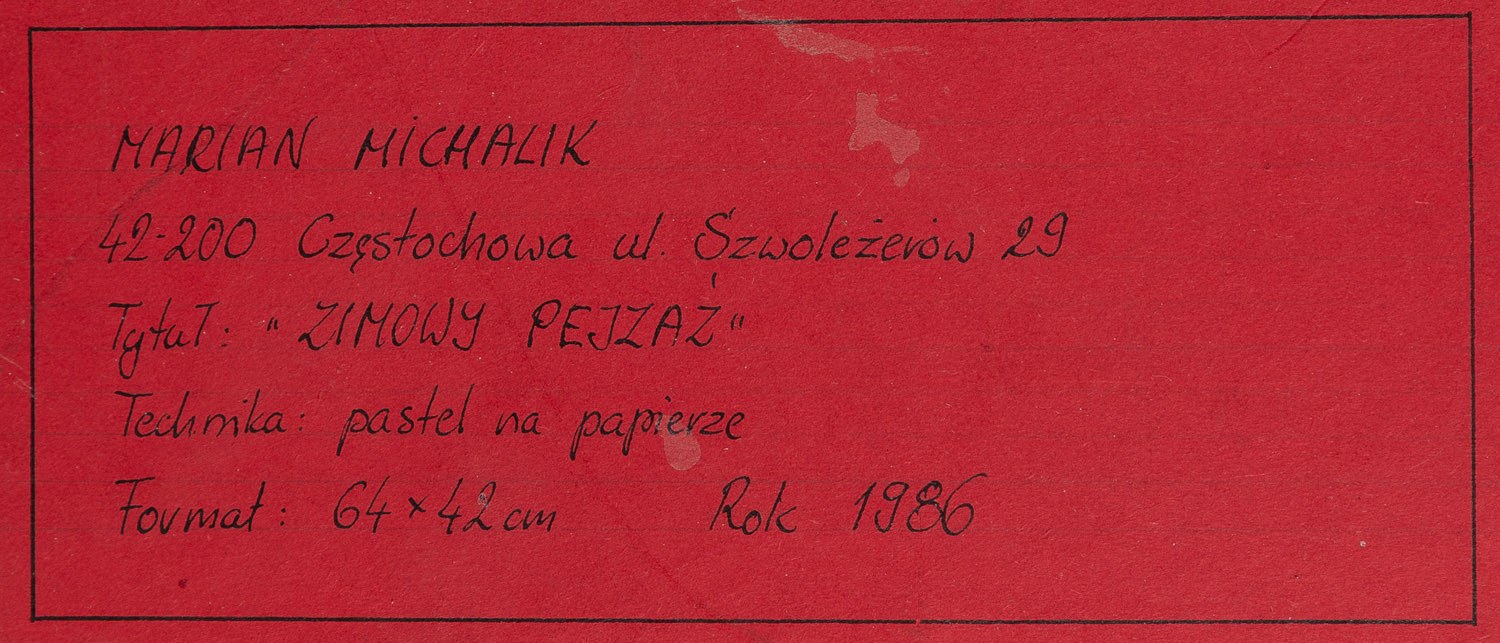 MARIAN MICHALIK
42-200 Częstochowa ul. Szwoleżerów 29
Tytuł: "ZIMOWY PEJZAŻ"
Technika: pastel na papierze
Format: 64×42 cm Rok 1986